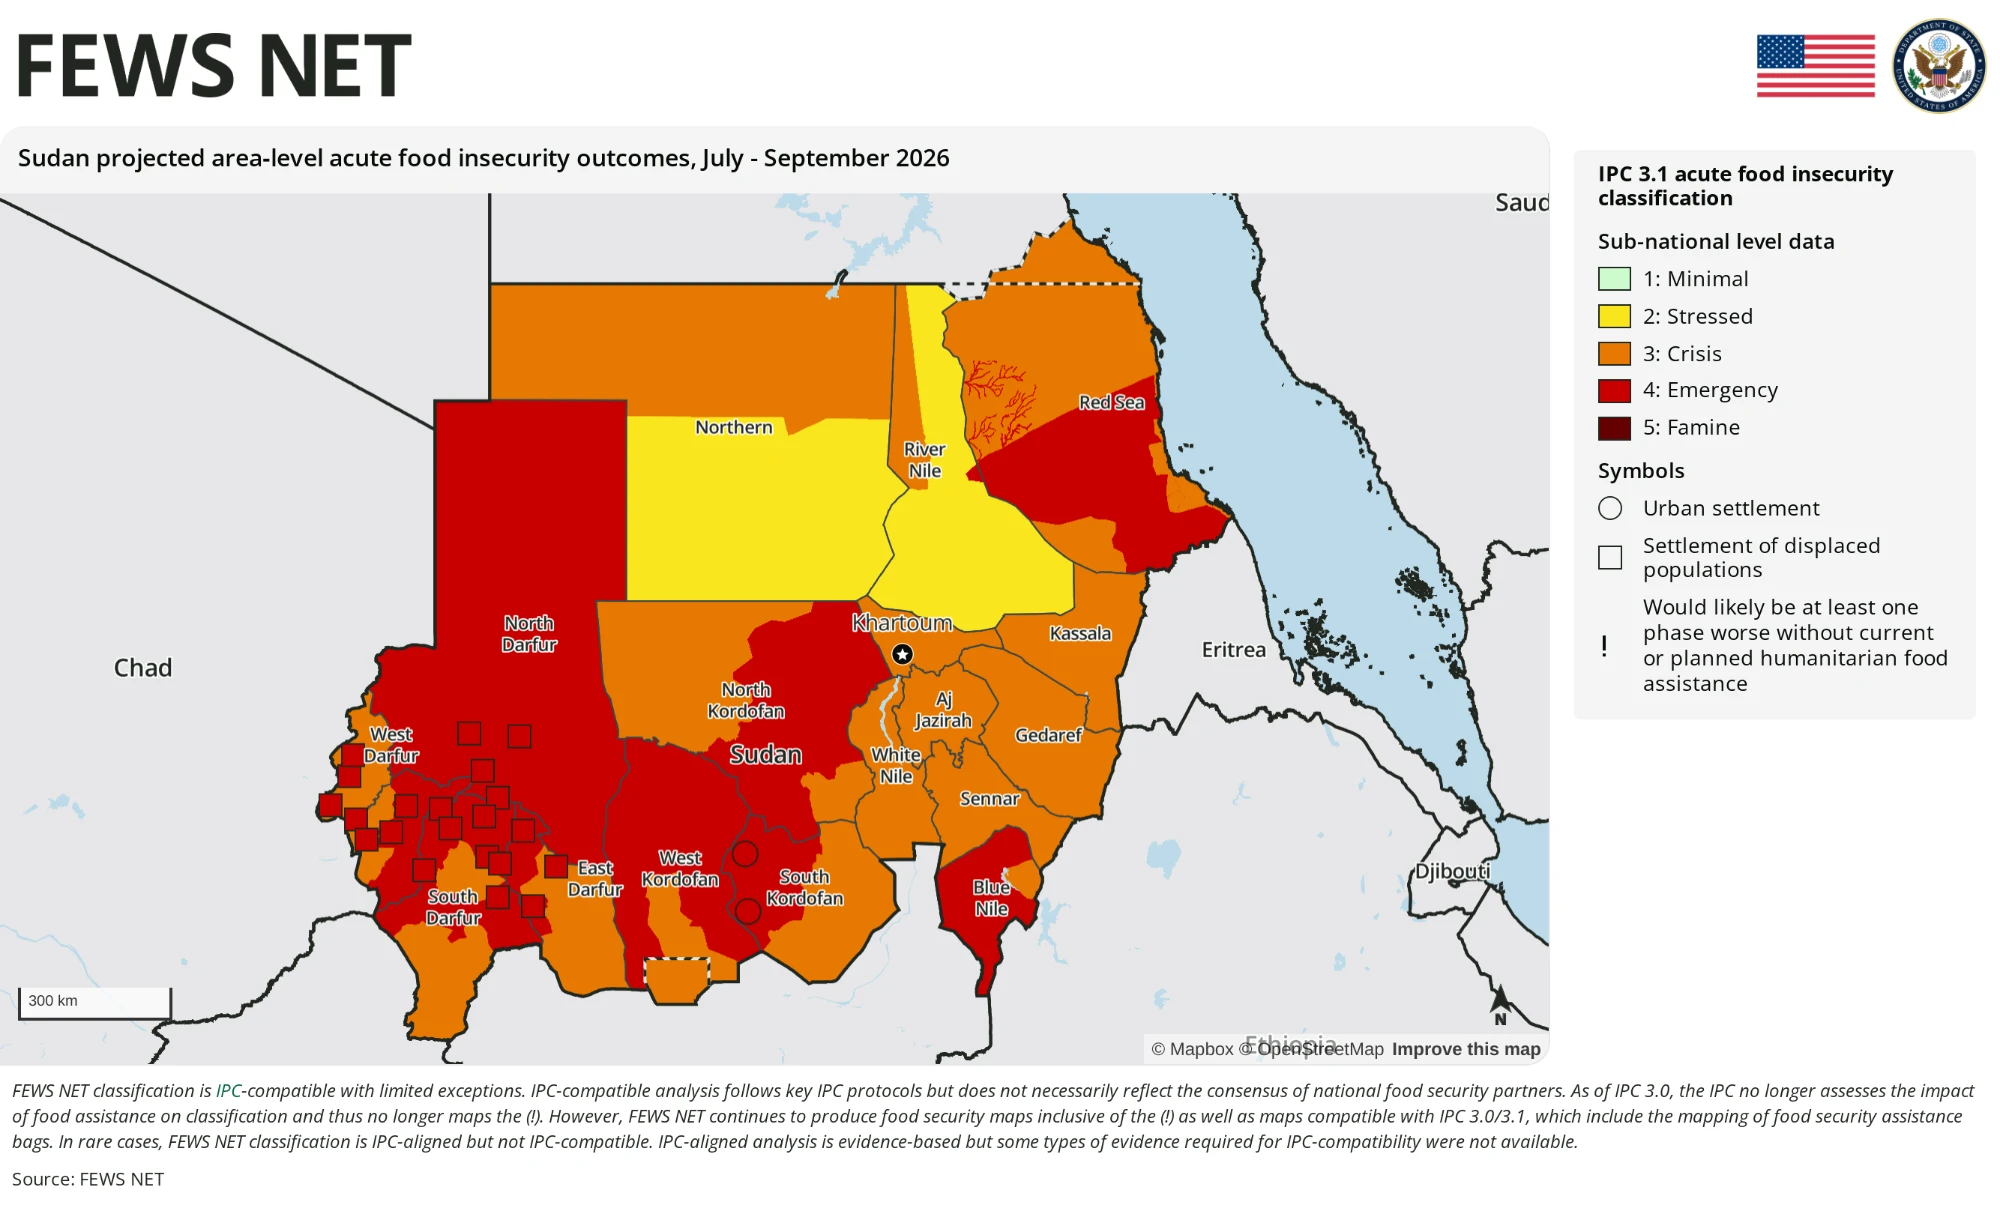 FEWS NET
Sudan projected area-level acute food insecurity outcomes, July - September 2026
Saud
Northern
River
Nile
Red Sea
North
Darfur
Khartoum
Kassala
Eritrea
Chad
North
Kordofan
Aj
Jazirah
West
Darfur
Sudan
White
Nile
Gedaref
Sennar
East
Darfur
West
Kordofan
South
Kordofan
South
Darfur
Blue
Nile
Djibouti
Ethiopia
300 km
N
© Mapbox © OpenStreetMap Improve this map
IPC 3.1 acute food insecurity
classification
Sub-national level data
1: Minimal
2: Stressed
3: Crisis
4: Emergency
5: Famine
Symbols
Urban settlement
Settlement of displaced
populations
! Would likely be at least one
phase worse without current
or planned humanitarian food
assistance
DEPARTMENT OF STATE
UNITED STATES OF AMERICA
FEWS NET classification is IPC-compatible with limited exceptions. IPC-compatible analysis follows key IPC protocols but does not necessarily reflect the consensus of national food security partners. As of IPC 3.0, the IPC no longer assesses the impact
of food assistance on classification and thus no longer maps the (!). However, FEWS NET continues to produce food security maps inclusive of the (!) as well as maps compatible with IPC 3.0/3.1, which include the mapping of food security assistance
bags. In rare cases, FEWS NET classification is IPC-aligned but not IPC-compatible. IPC-aligned analysis is evidence-based but some types of evidence required for IPC-compatibility were not available.
Source: FEWS NET